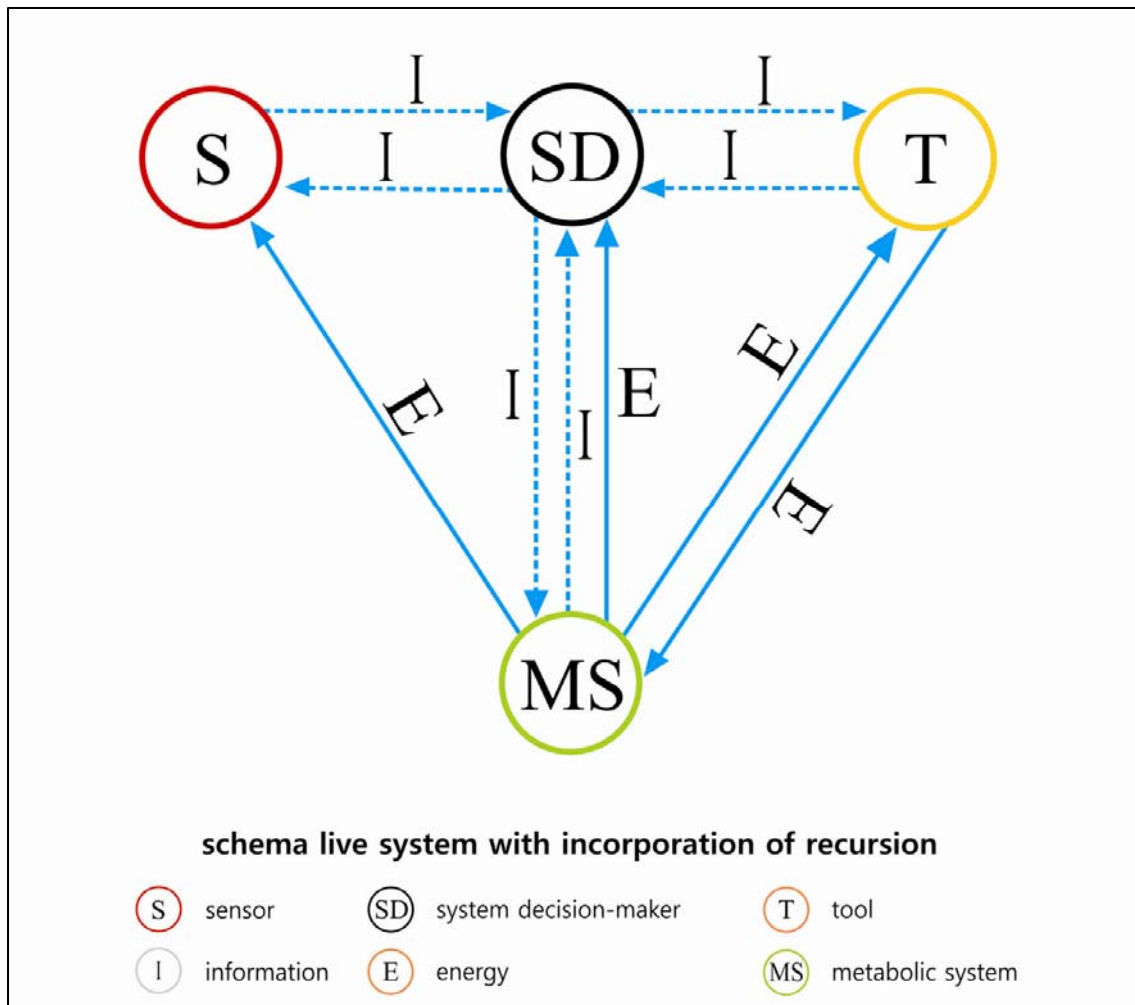 I
I
S
I
SD
I
T
E
I
I
E
E
E
MS
schema live system with incorporation of recursion
S sensor SD system decision-maker T tool
I information E energy MS metabolic system